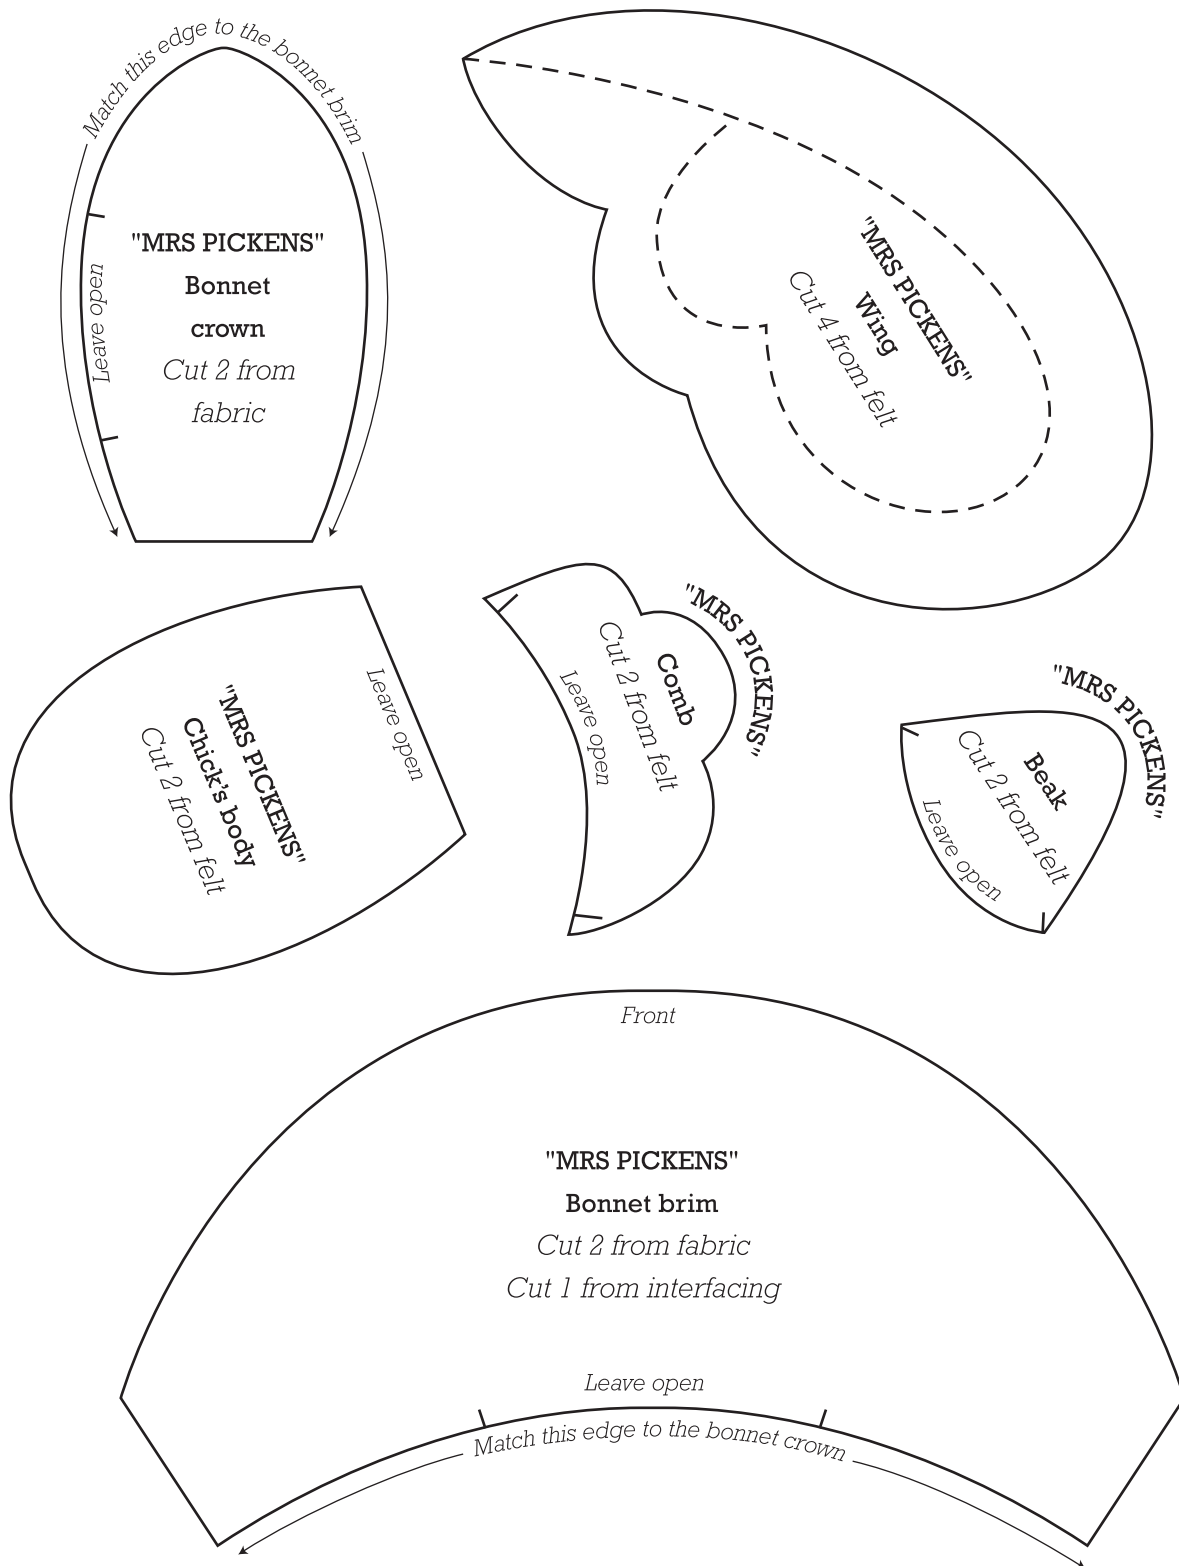 Match this edge to the bonnet brim
"MRS PICKENS"
Bonnet
crown
Cut 2 from
fabric
Leave open
"MRS PICKENS"
Wing
Cut 4 from felt
"MRS PICKENS"
Chick's body
Cut 2 from felt
Leave open
"MRS PICKENS"
Comb
Cut 2 from felt
Leave open
"MRS PICKENS"
Beak
Cut 2 from felt
Leave open
Front
"MRS PICKENS"
Bonnet brim
Cut 2 from fabric
Cut 1 from interfacing
Leave open
Match this edge to the bonnet crown